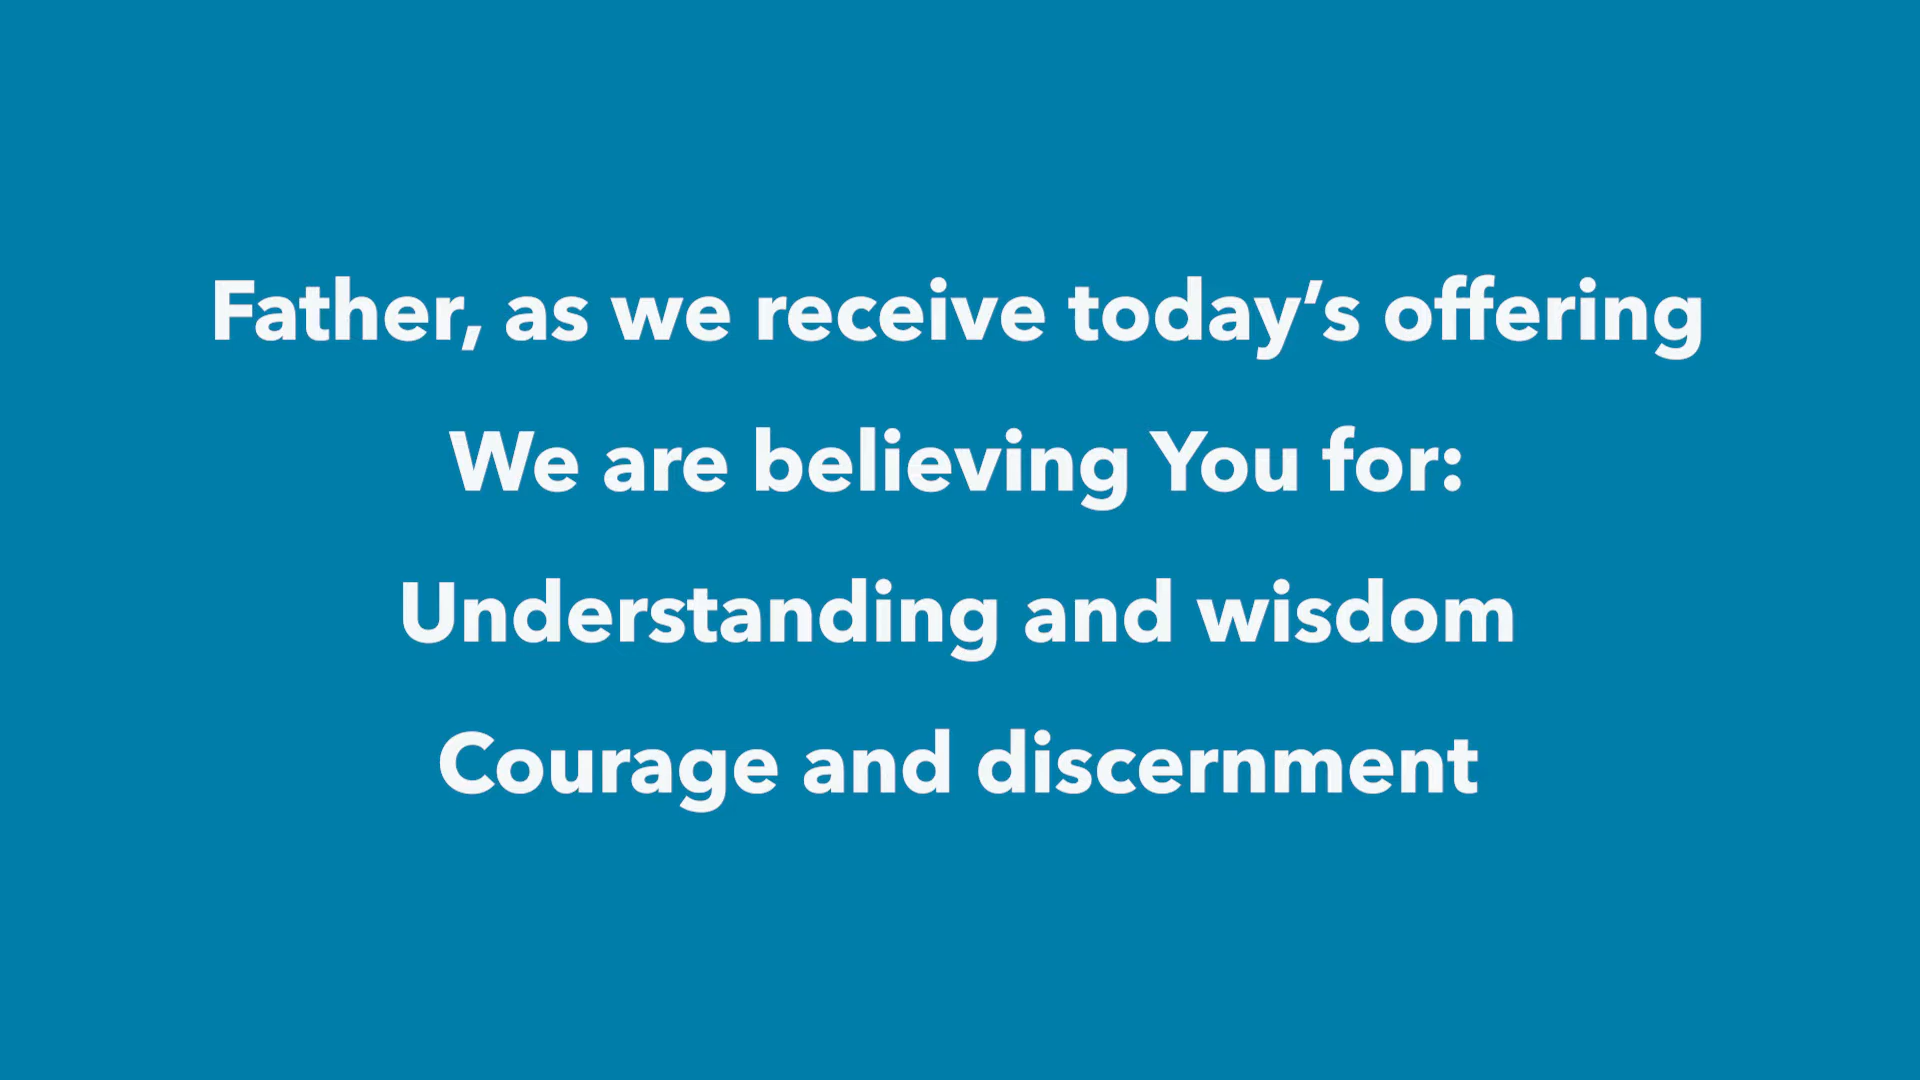 Father, as we receive today’s offering
We are believing You for:
Understanding and wisdom
Courage and discernment